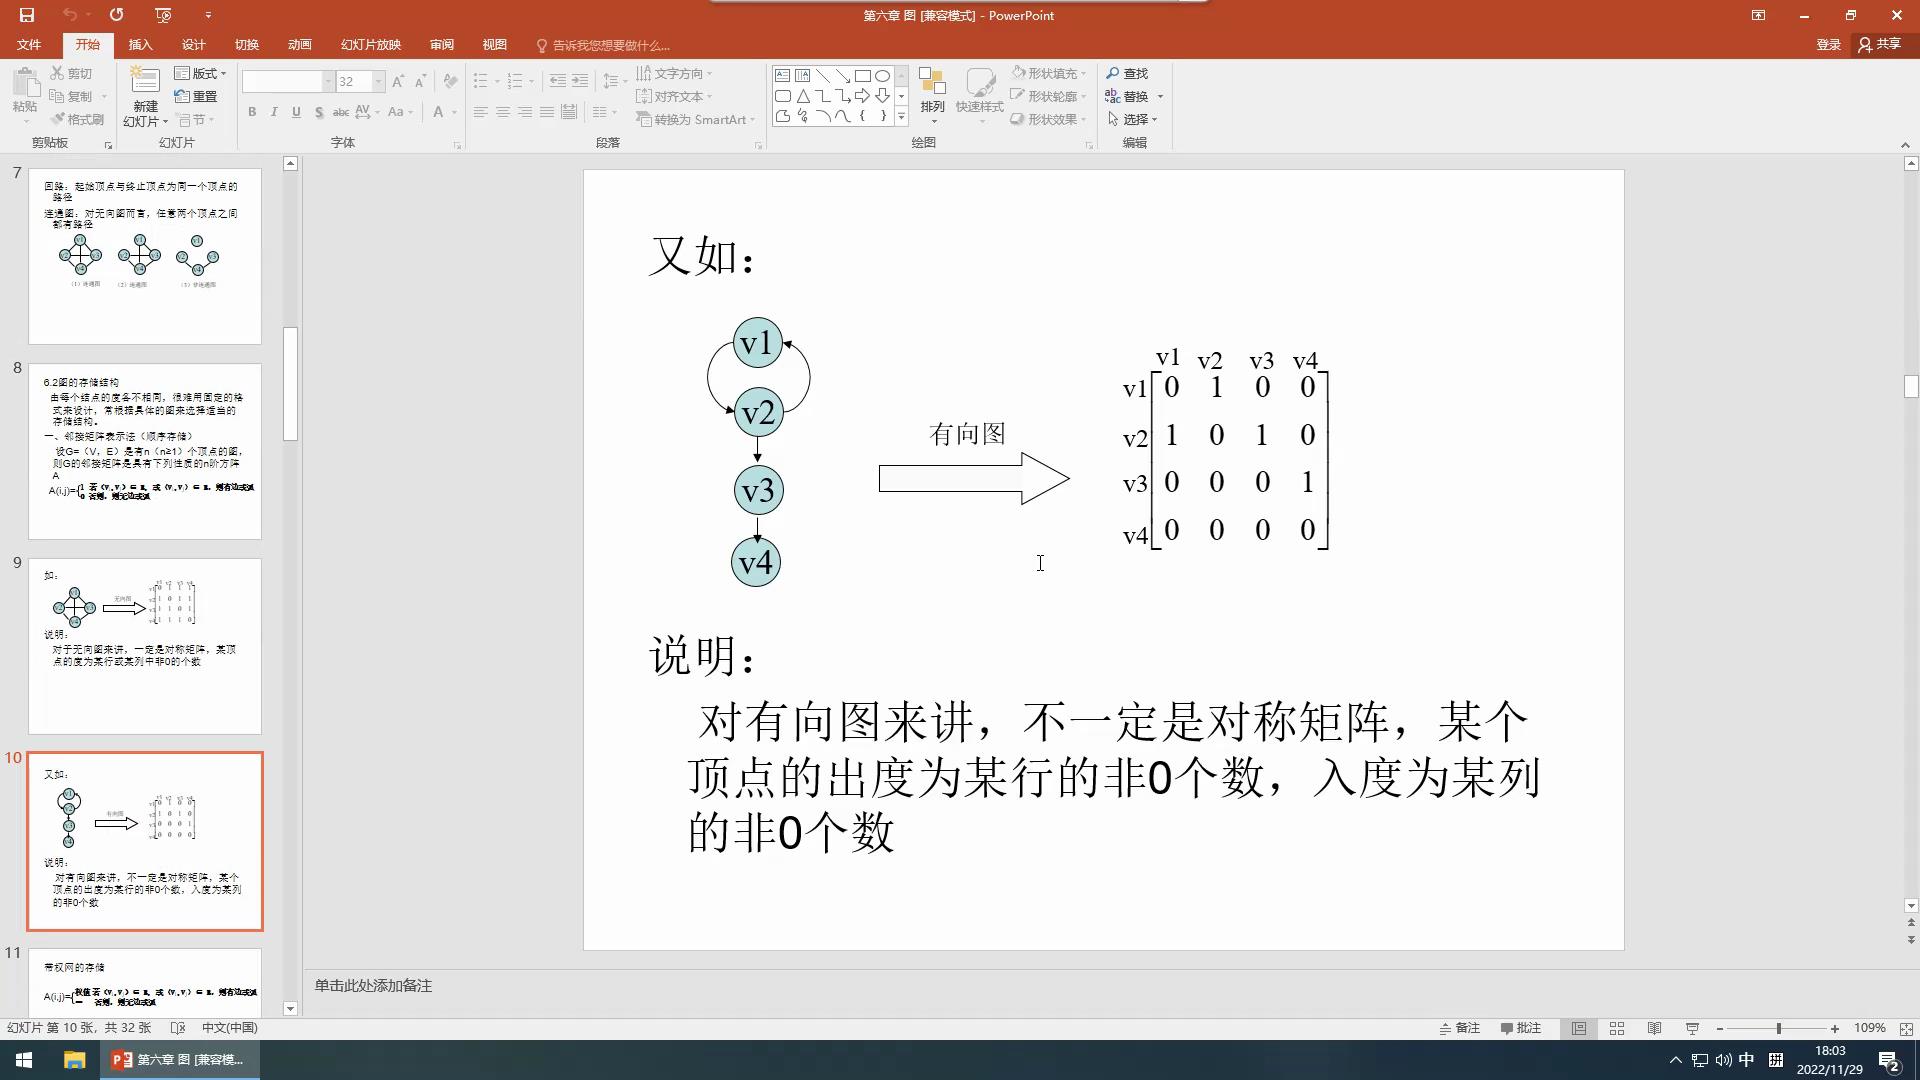 第六章 图 [兼容模式] - PowerPoint
文件 开始 插入 设计 切换 动画 幻灯片放映 审阅 视图 告诉我您想要做什么... 登录 共享
粘贴 剪切 复制 格式刷 剪贴板
新建幻灯片 版式 重置 节 幻灯片
32
B I U S abc AV Aa A 字体
文字方向 对齐文本 转换为 SmartArt 段落
排列 快速样式 形状填充 形状轮廓 形状效果 绘图
查找 替换 选择 编辑
7
回路：起始顶点与终止顶点为同一个顶点的
路径
连通图：对无向图而言，任意两个顶点之间
都有路径
（1）连通图 （2）连通图 （3）非连通图
8
6.2图的存储结构
由每个结点的度各不相同，很难用固定的格
式来设计，常根据具体的图来选择适当的
存储结构。
一、邻接矩阵表示法（顺序存储）
设G=（V，E）是有n（n≥1）个顶点的图，
则G的邻接矩阵是具有下列性质的n阶方阵
A
9
如：
无向图
说明：
对于无向图来讲，一定是对称矩阵，某顶
点的度为某行或某列中非0的个数
10
又如：
有向图
说明：
对有向图来讲，不一定是对称矩阵，某个
顶点的出度为某行的非0个数，入度为某列
的非0个数
11
带权网的存储
又如：
v1
v2
v3
v4
有向图
v1 v2 v3 v4
v1 0 1 0 0
v2 1 0 1 0
v3 0 0 0 1
v4 0 0 0 0
说明：
对有向图来讲，不一定是对称矩阵，某个
顶点的出度为某行的非0个数，入度为某列
的非0个数
单击此处添加备注
幻灯片 第 10 张，共 32 张 中文(中国) 备注 批注 109%
第六章 图 [兼容模... 中 拼 18:03
2022/11/29 2